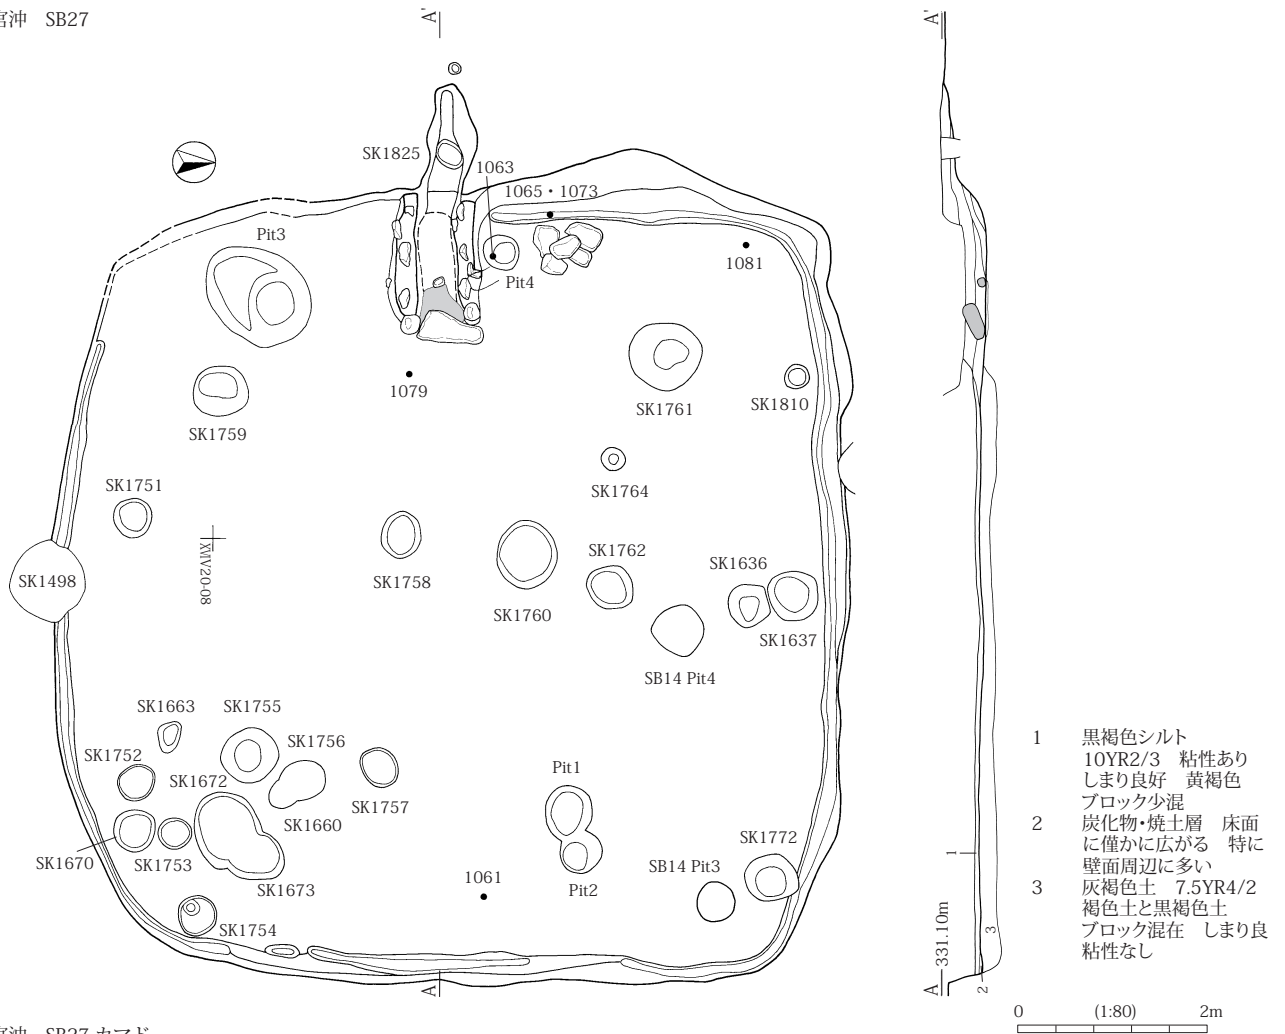 宮沖　SB27
A'
A'
SK1825
1063
1065・1073
Pit3
1081
Pit4
1079
SK1761
SK1810
SK1759
SK1764
SK1751
SK1762
SK1636
SK1498
XⅣV20-08
SK1758
SK1760
SK1637
SB14 Pit4
SK1663
SK1755
SK1756
SK1752
SK1672
Pit1
SK1757
SK1660
SK1670
SK1753
SK1772
SB14 Pit3
SK1673
1061
Pit2
SK1754
A
A
331.10m
1
2
3
1　黒褐色シルト
10YR2/3　粘性あり
しまり良好　黄褐色
ブロック少混
2　炭化物・焼土層　床面
に僅かに広がる　特に
壁面周辺に多い
3　灰褐色土　7.5YR4/2
褐色土と黒褐色土
ブロック混在　しまり良
粘性なし
0　(1:80)　2m
SB27 カマド